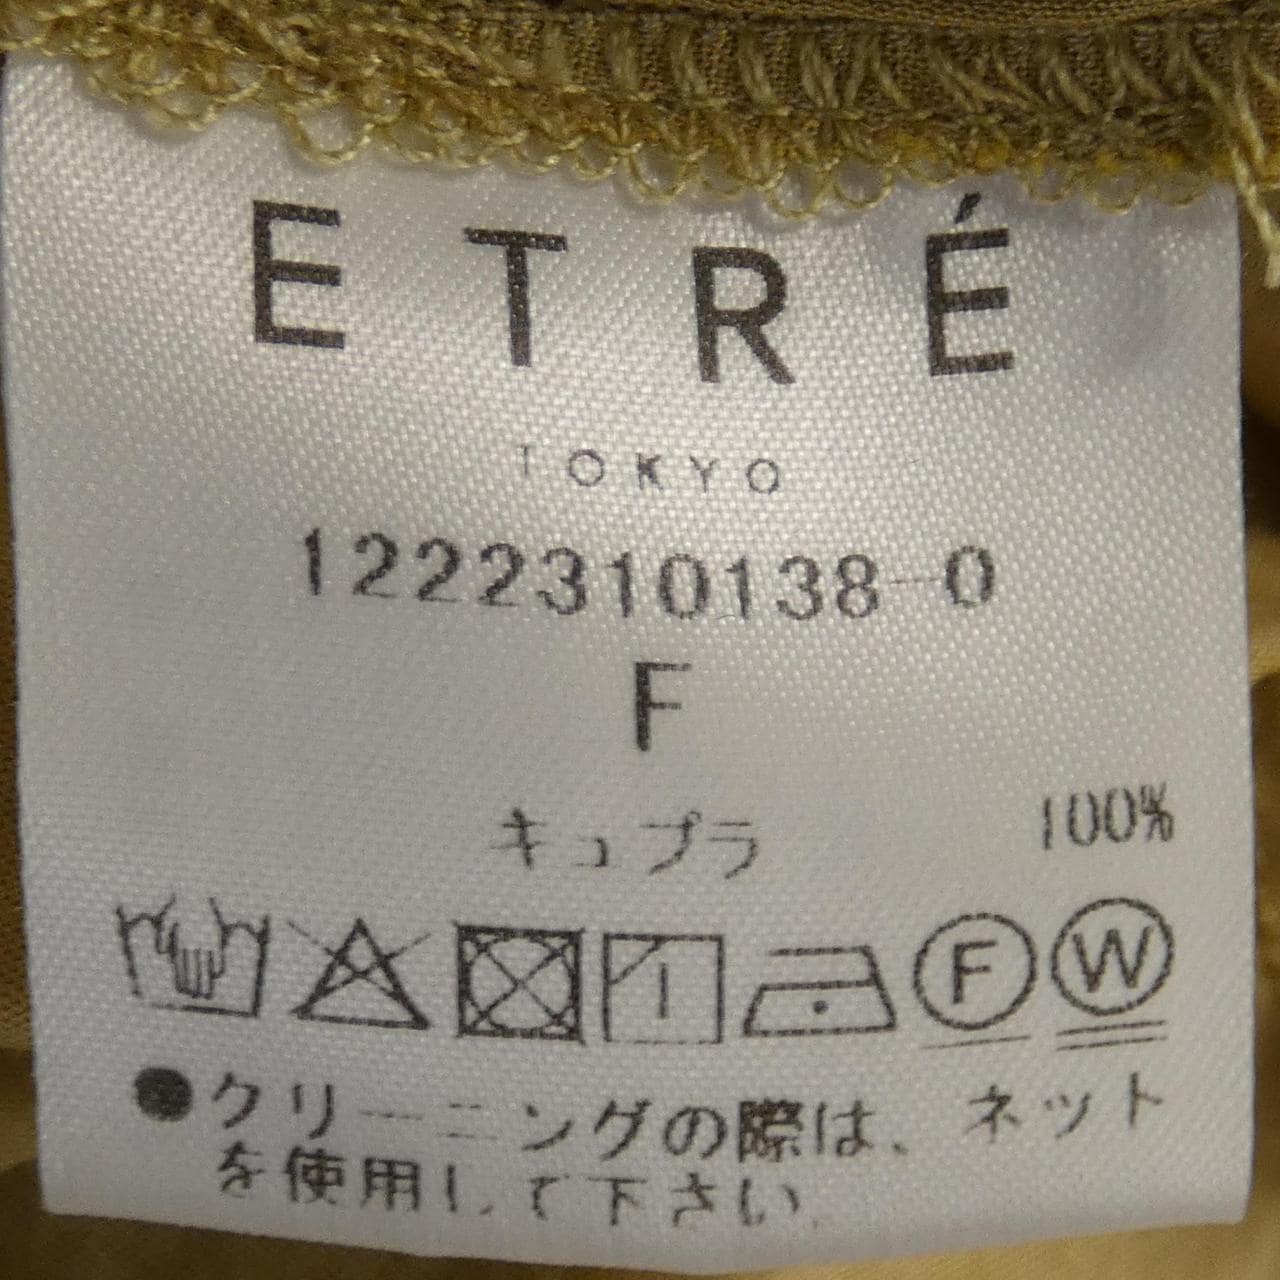 ETRÉ
TOKYO
1222310138-0
F
キュプラ 100%
F W
●クリーニングの際は、ネット
を使用して下さい